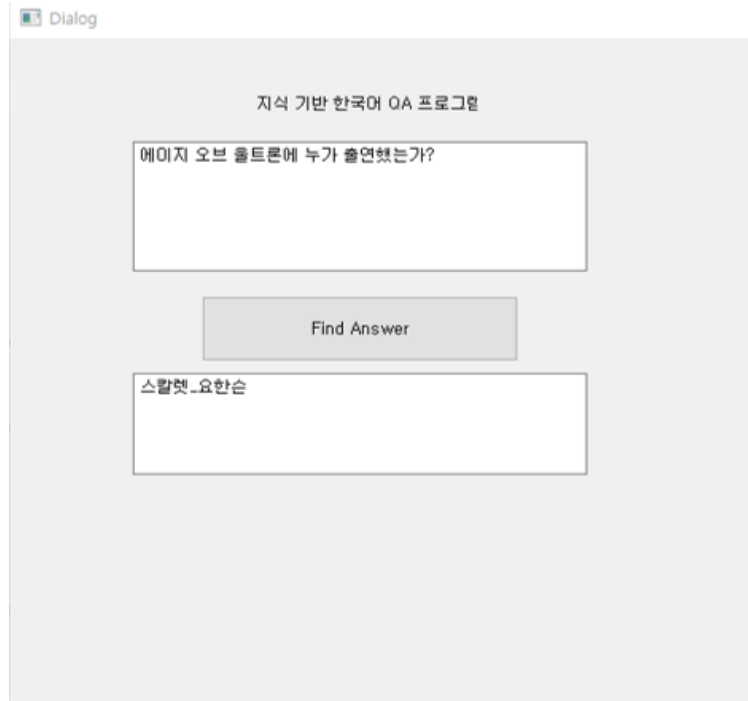 Dialog
지식 기반 한국어 QA 프로그램
에이지 오브 울트론에 누가 출연했는가?
Find Answer
스칼렛_요한슨